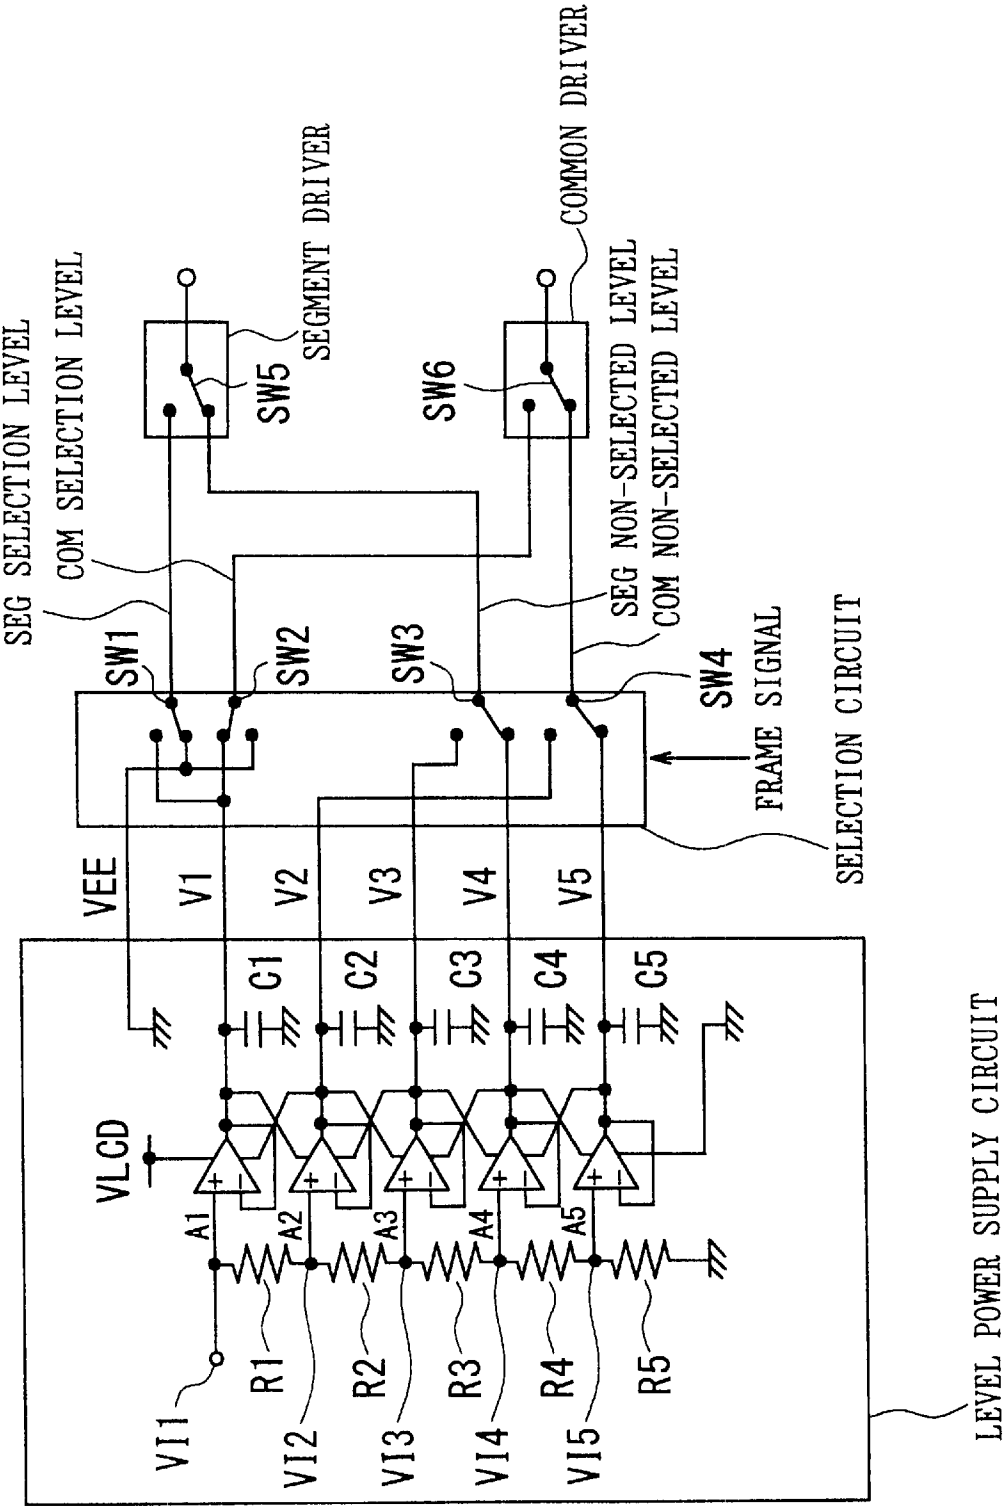 SEG SELECTION LEVEL
COM SELECTION LEVEL
SEGMENT DRIVER
SW5
SW6
COMMON DRIVER
SEG NON-SELECTED LEVEL
COM NON-SELECTED LEVEL
SW1
SW2
SW3
SW4
FRAME SIGNAL
SELECTION CIRCUIT
VEE
V1
V2
V3
V4
V5
C1
C2
C3
C4
C5
VLCD
A1
A2
A3
A4
A5
+
−
+
−
+
−
+
−
+
−
R1
R2
R3
R4
R5
VI1
VI2
VI3
VI4
VI5
LEVEL POWER SUPPLY CIRCUIT